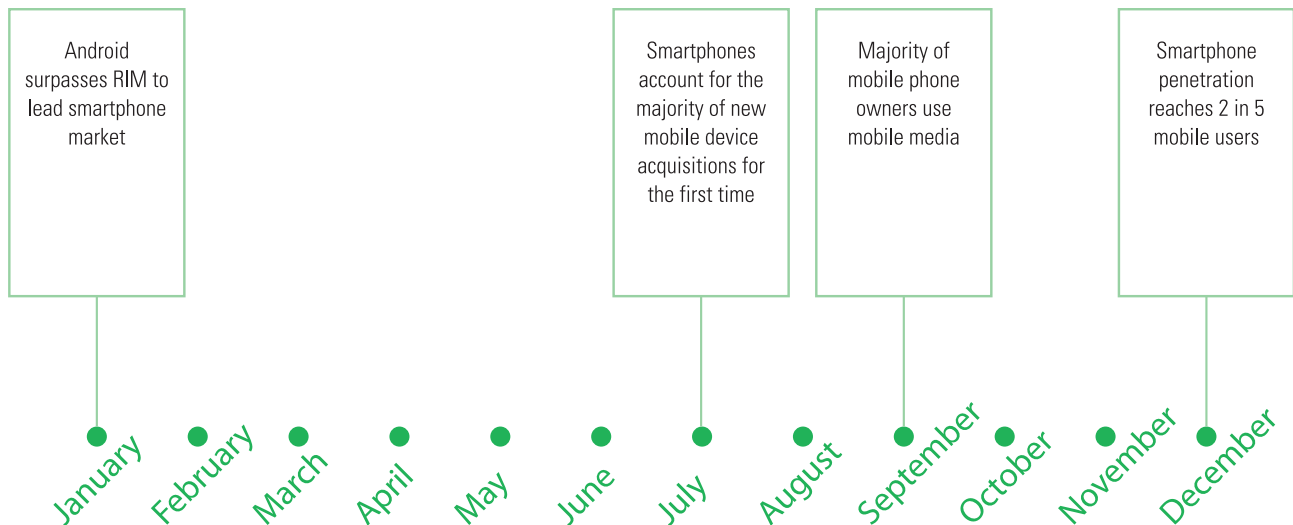 Android
surpasses RIM to
lead smartphone
market
Smartphones
account for the
majority of new
mobile device
acquisitions for
the first time
Majority of
mobile phone
owners use
mobile media
Smartphone
penetration
reaches 2 in 5
mobile users
January
February
March
April
May
June
July
August
September
October
November
December